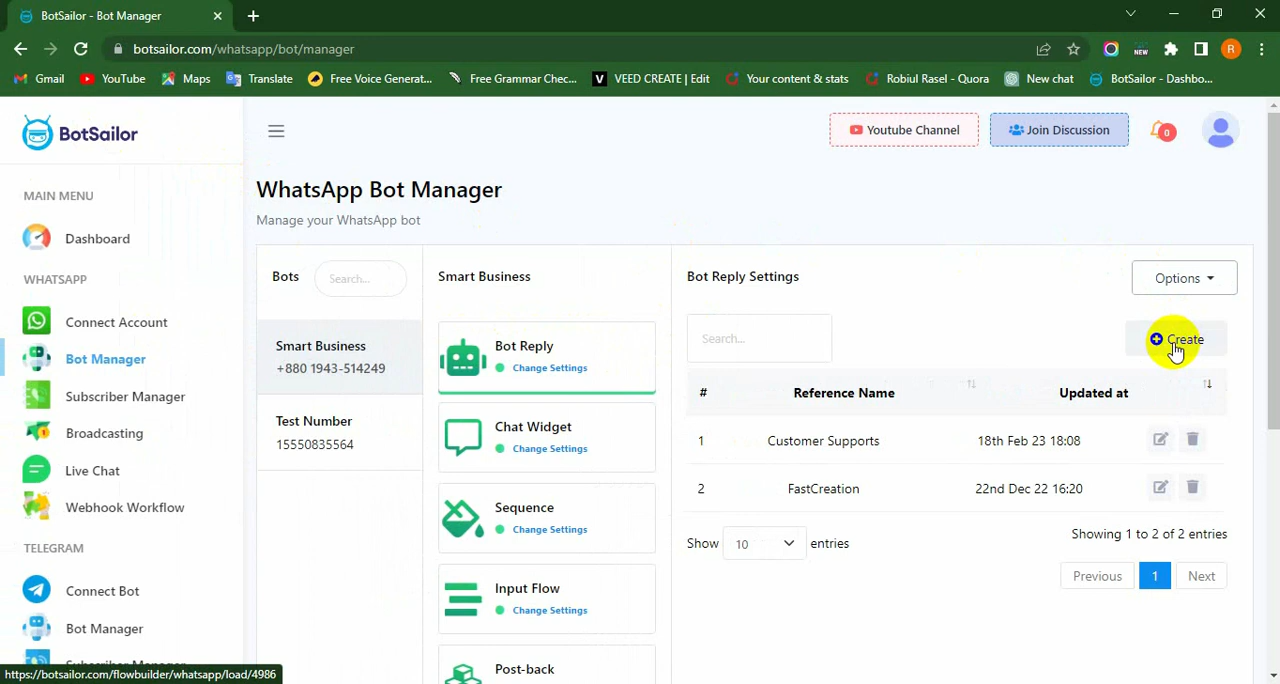 BotSailor - Bot Manager
botsailor.com/whatsapp/bot/manager
NEW
R
Gmail
YouTube
Maps
Translate
Free Voice Generat...
Free Grammar Chec...
V
VEED CREATE | Edit
Your content & stats
Robiul Rasel - Quora
New chat
BotSailor - Dashbo...
BotSailor
Youtube Channel
Join Discussion
0
MAIN MENU
Dashboard
WHATSAPP
Connect Account
Bot Manager
Subscriber Manager
Broadcasting
Live Chat
Webhook Workflow
TELEGRAM
Connect Bot
Bot Manager
Subscriber Manager
https://botsailor.com/flowbuilder/whatsapp/load/4986
WhatsApp Bot Manager
Manage your WhatsApp bot
Bots
Search...
Smart Business
+880 1943-514249
Test Number
15550835564
Smart Business
Bot Reply
Change Settings
Chat Widget
Change Settings
Sequence
Change Settings
Input Flow
Change Settings
Post-back
Bot Reply Settings
Options
Search...
Create
# Reference Name Updated at
1 Customer Supports 18th Feb 23 18:08
2 FastCreation 22nd Dec 22 16:20
Show 10 entries
Showing 1 to 2 of 2 entries
Previous 1 Next